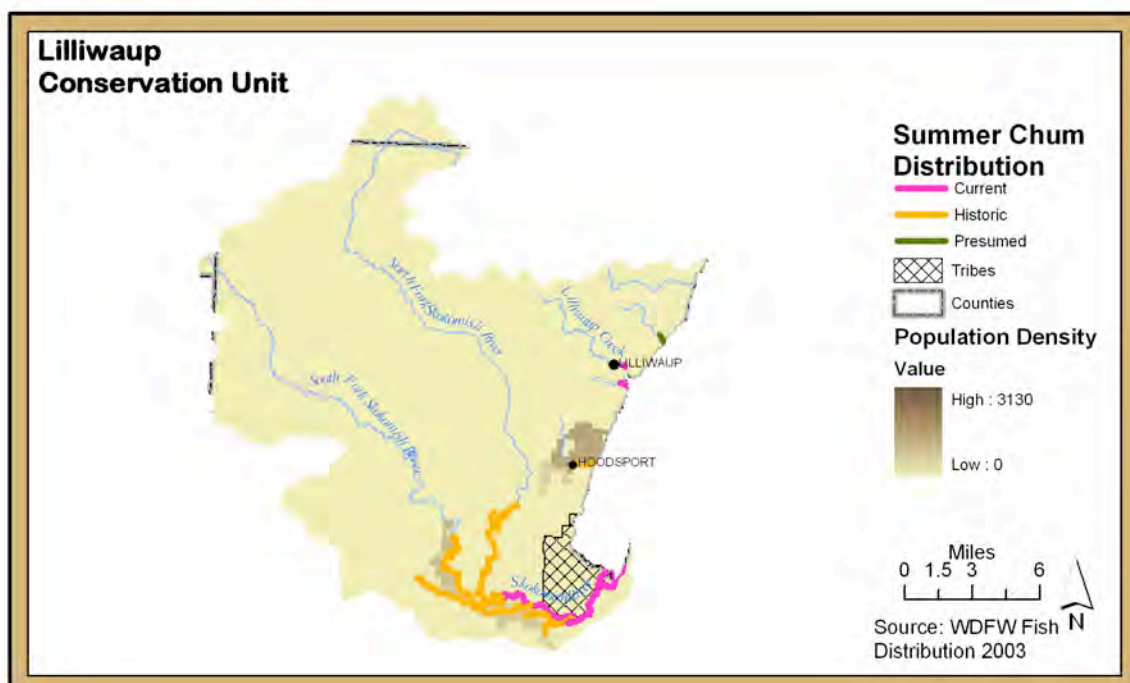 Lilliwaup
Conservation Unit
Summer Chum
Distribution
Current
Historic
Presumed
Tribes
Counties
Population Density
Value
High : 3130
Low : 0
North Fork Skokomish River
Lilliwaup Creek
LILLIWAUP
South Fork Skokomish River
HOODSPORT
Miles
0 1.5 3 6
N
Source: WDFW Fish
Distribution 2003